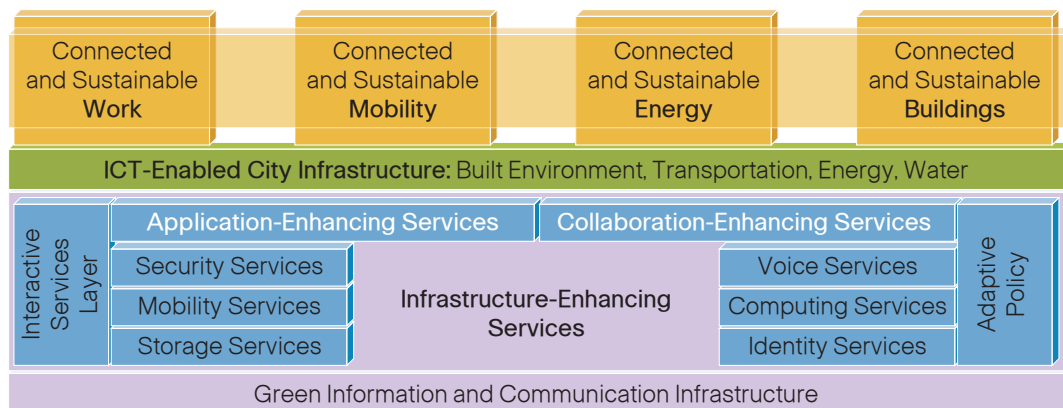 Connected
and Sustainable
Work
Connected
and Sustainable
Mobility
Connected
and Sustainable
Energy
Connected
and Sustainable
Buildings
ICT-Enabled City Infrastructure: Built Environment, Transportation, Energy, Water
Interactive
Services
Layer
Application-Enhancing Services
Collaboration-Enhancing Services
Security Services
Mobility Services
Storage Services
Infrastructure-Enhancing
Services
Voice Services
Computing Services
Identity Services
Adaptive
Policy
Green Information and Communication Infrastructure